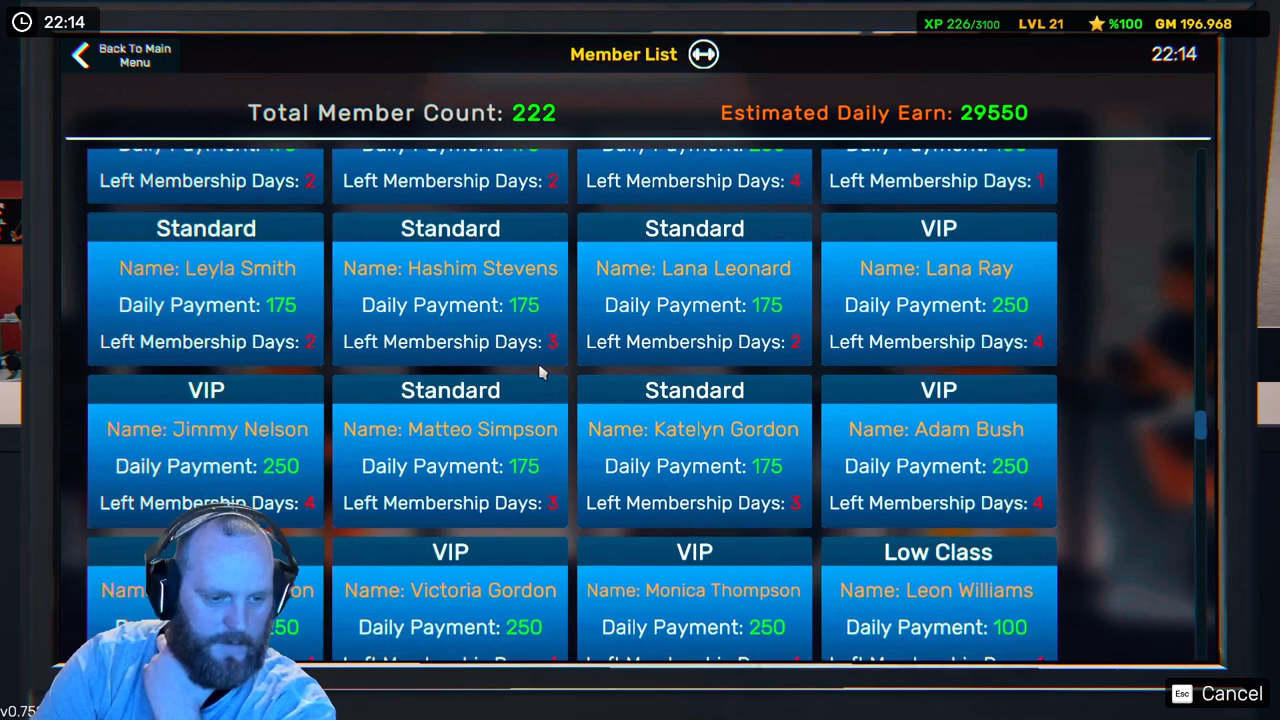 22:14
XP 226/3100 LVL 21 %100 GM 196.968
Back To Main
Menu
Member List
22:14
Total Member Count: 222
Estimated Daily Earn: 29550
Left Membership Days: 2
Left Membership Days: 2
Left Membership Days: 4
Left Membership Days: 1
Standard
Name: Leyla Smith
Daily Payment: 175
Left Membership Days: 2
Standard
Name: Hashim Stevens
Daily Payment: 175
Left Membership Days: 3
Standard
Name: Lana Leonard
Daily Payment: 175
Left Membership Days: 2
VIP
Name: Lana Ray
Daily Payment: 250
Left Membership Days: 4
VIP
Name: Jimmy Nelson
Daily Payment: 250
Left Membership Days: 4
Standard
Name: Matteo Simpson
Daily Payment: 175
Left Membership Days: 3
Standard
Name: Katelyn Gordon
Daily Payment: 175
Left Membership Days: 3
VIP
Name: Adam Bush
Daily Payment: 250
Left Membership Days: 4
VIP
Name: Victoria Gordon
Daily Payment: 250
VIP
Name: Monica Thompson
Daily Payment: 250
Low Class
Name: Leon Williams
Daily Payment: 100
Esc Cancel